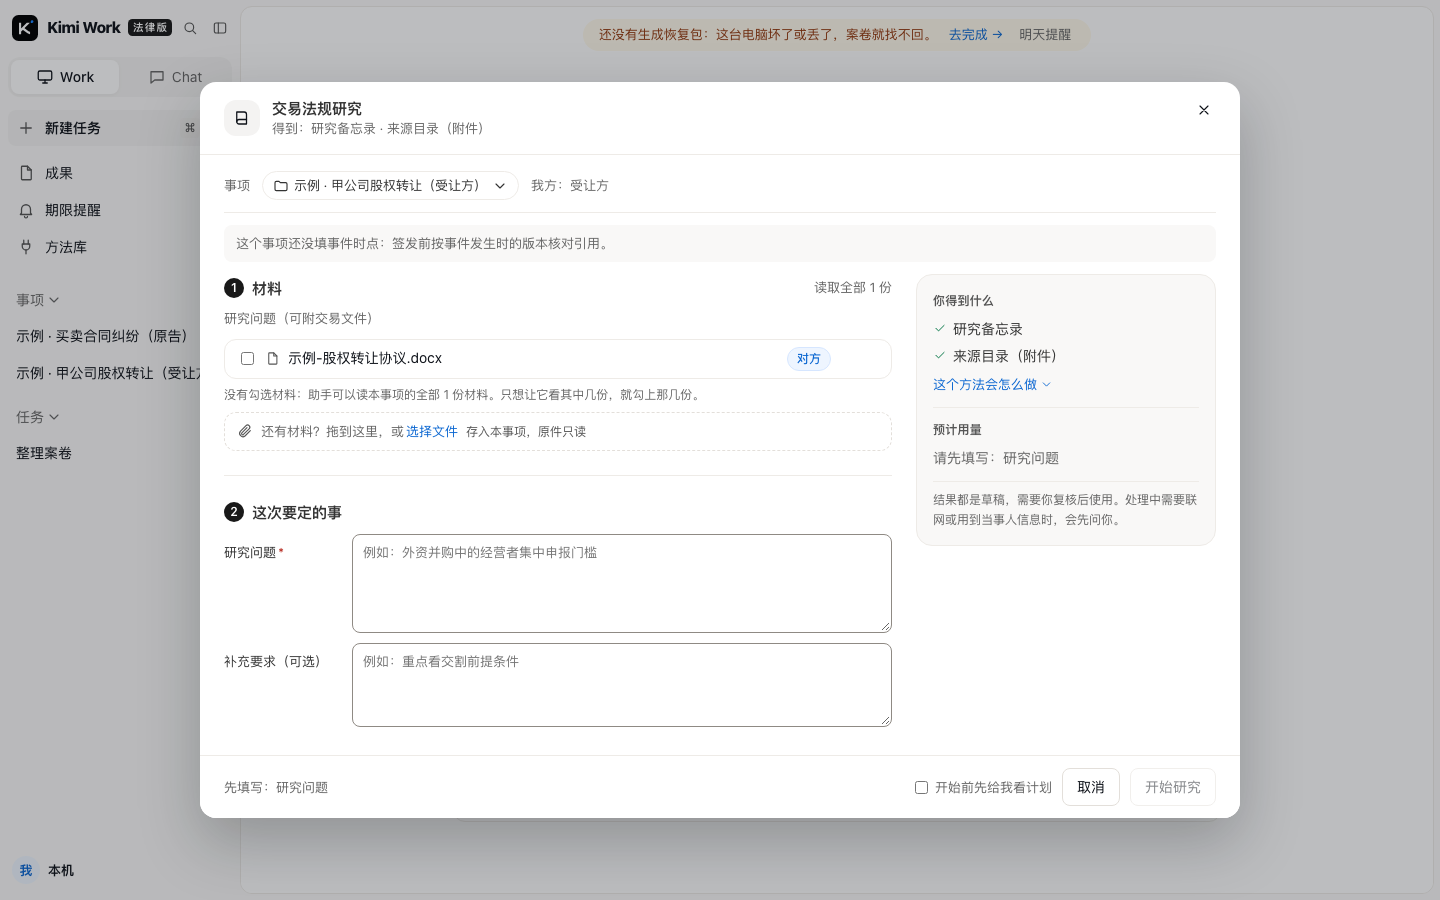 Kimi Work 法律版
还没有生成恢复包：这台电脑坏了或丢了，案卷就找不回。 去完成 → 明天提醒
Work Chat
新建任务 ⌘
成果
期限提醒
方法库
事项
示例 · 买卖合同纠纷（原告）
示例 · 甲公司股权转让（受让方
任务
整理案卷
我 本机
交易法规研究
得到：研究备忘录 · 来源目录（附件）
事项 示例 · 甲公司股权转让（受让方） 我方：受让方
这个事项还没填事件时点：签发前按事件发生时的版本核对引用。
1 材料 读取全部 1 份
研究问题（可附交易文件）
示例-股权转让协议.docx 对方
没有勾选材料：助手可以读本事项的全部 1 份材料。只想让它看其中几份，就勾上那几份。
还有材料？拖到这里，或 选择文件 存入本事项，原件只读
2 这次要定的事
研究问题 *
例如：外资并购中的经营者集中申报门槛
补充要求（可选）
例如：重点看交割前提条件
你得到什么
研究备忘录
来源目录（附件）
这个方法会怎么做
预计用量
请先填写：研究问题
结果都是草稿，需要你复核后使用。处理中需要联
网或用到当事人信息时，会先问你。
先填写：研究问题
开始前先给我看计划 取消 开始研究